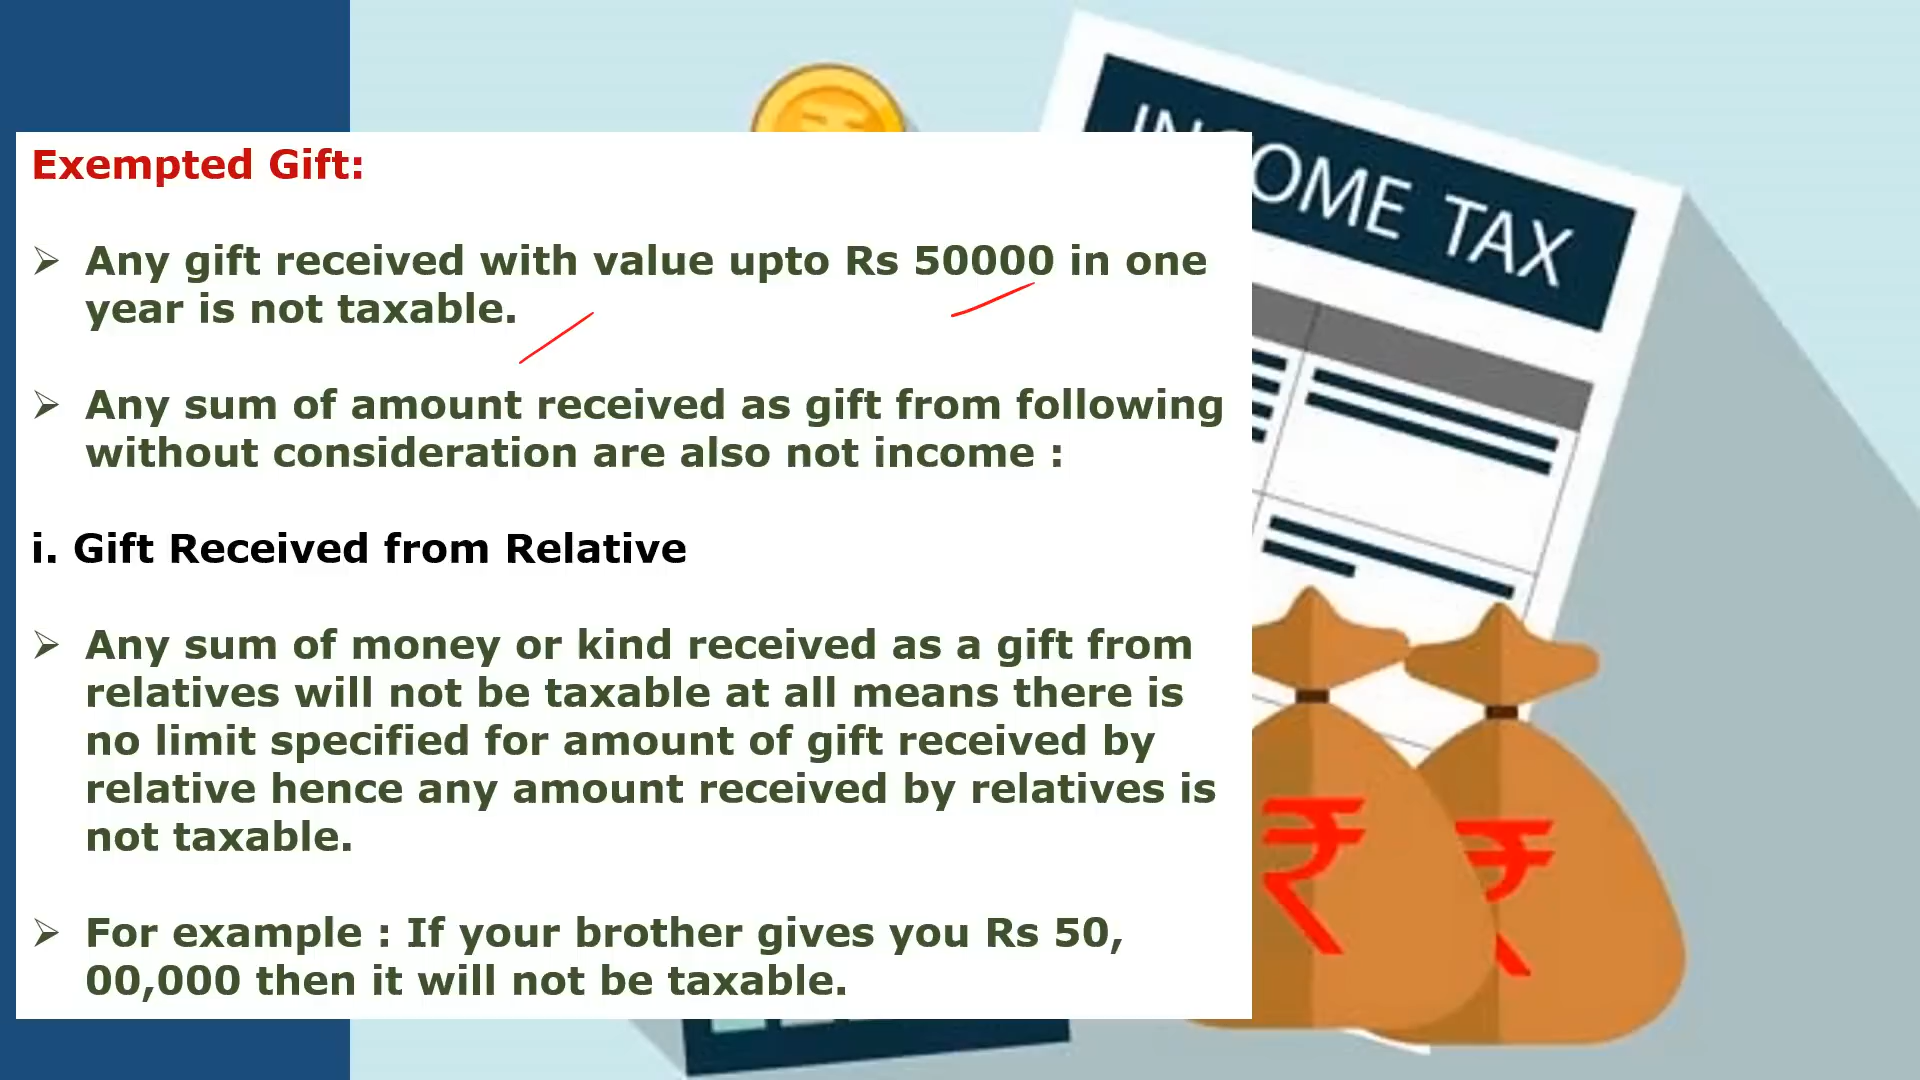 INCOME TAX
Exempted Gift:
➢ Any gift received with value upto Rs 50000 in one
year is not taxable.
➢ Any sum of amount received as gift from following
without consideration are also not income :
i. Gift Received from Relative
➢ Any sum of money or kind received as a gift from
relatives will not be taxable at all means there is
no limit specified for amount of gift received by
relative hence any amount received by relatives is
not taxable.
➢ For example : If your brother gives you Rs 50,
00,000 then it will not be taxable.
₹ ₹